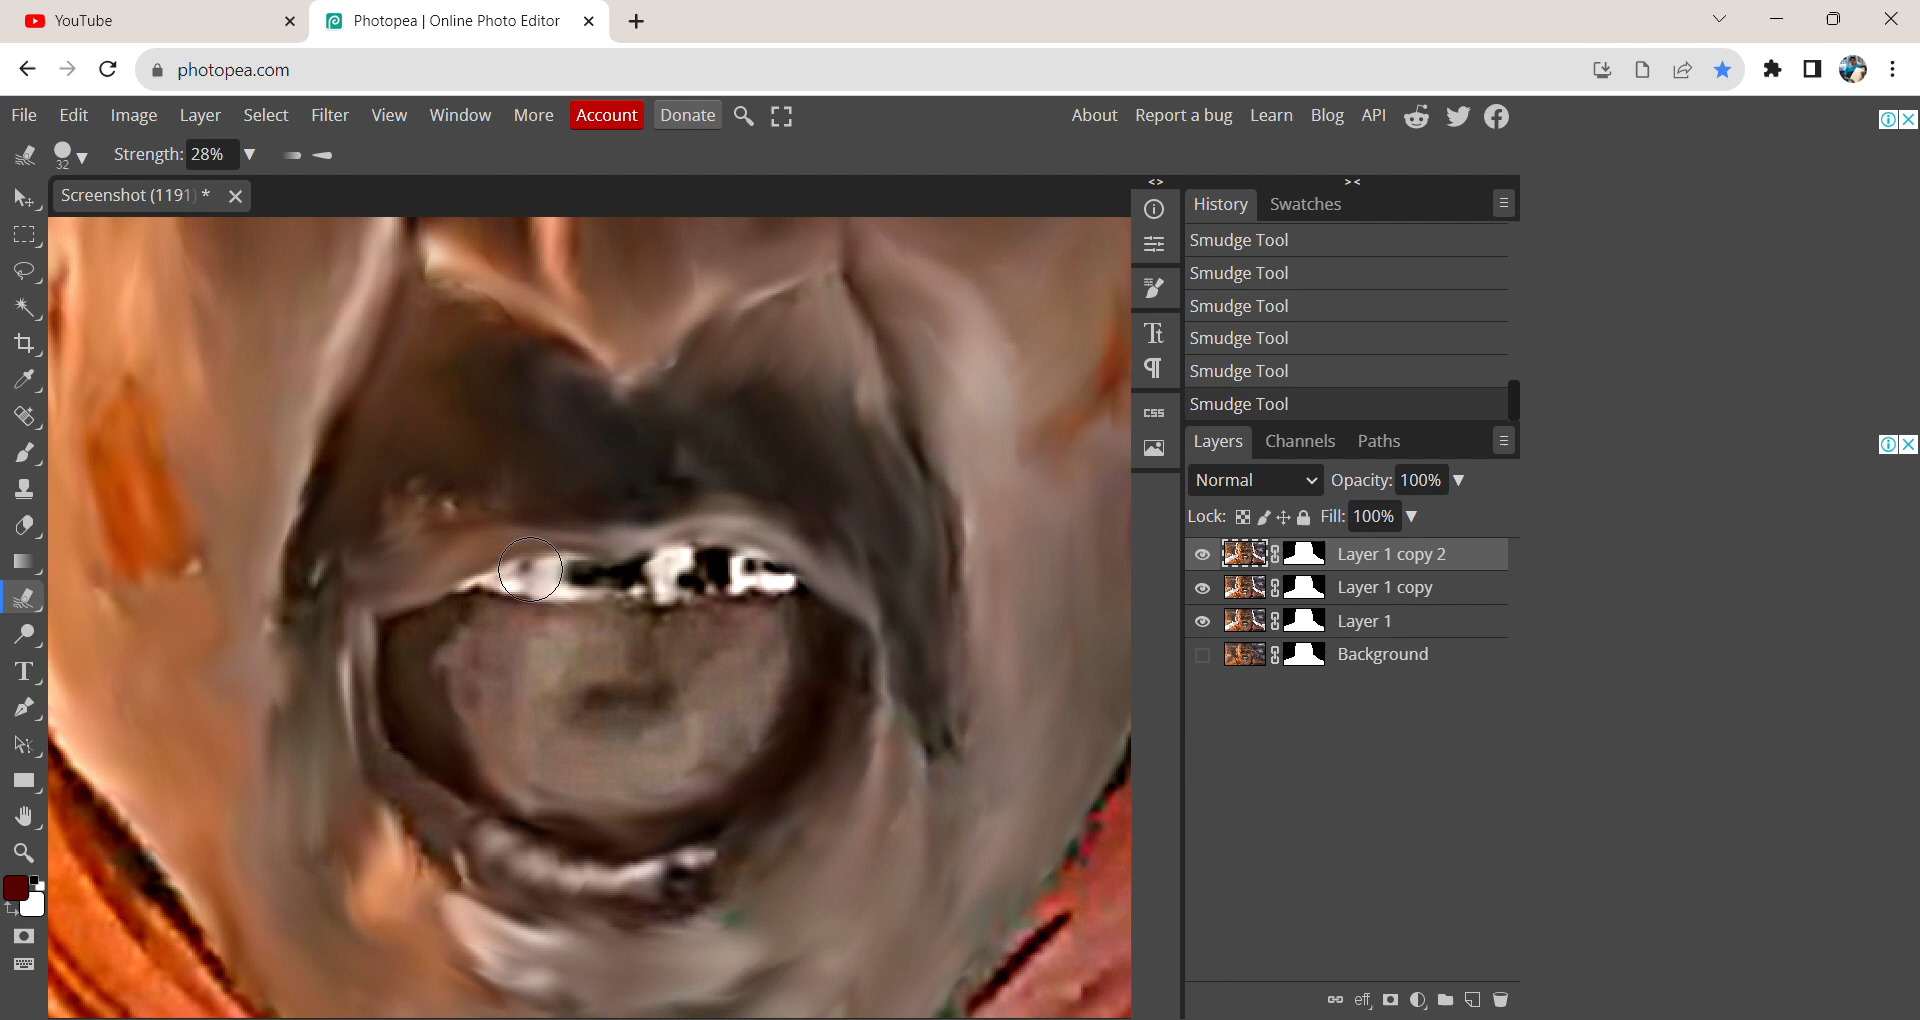 YouTube
Photopea | Online Photo Editor
photopea.com
File Edit Image Layer Select Filter View Window More Account Donate
About Report a bug Learn Blog API
32
Strength: 28%
Screenshot (1191) *
<>
><
History Swatches
Smudge Tool
Smudge Tool
Smudge Tool
Smudge Tool
Smudge Tool
Smudge Tool
Tt
CSS
Layers Channels Paths
Normal Opacity: 100%
Lock: Fill: 100%
Layer 1 copy 2
Layer 1 copy
Layer 1
Background
T
eff